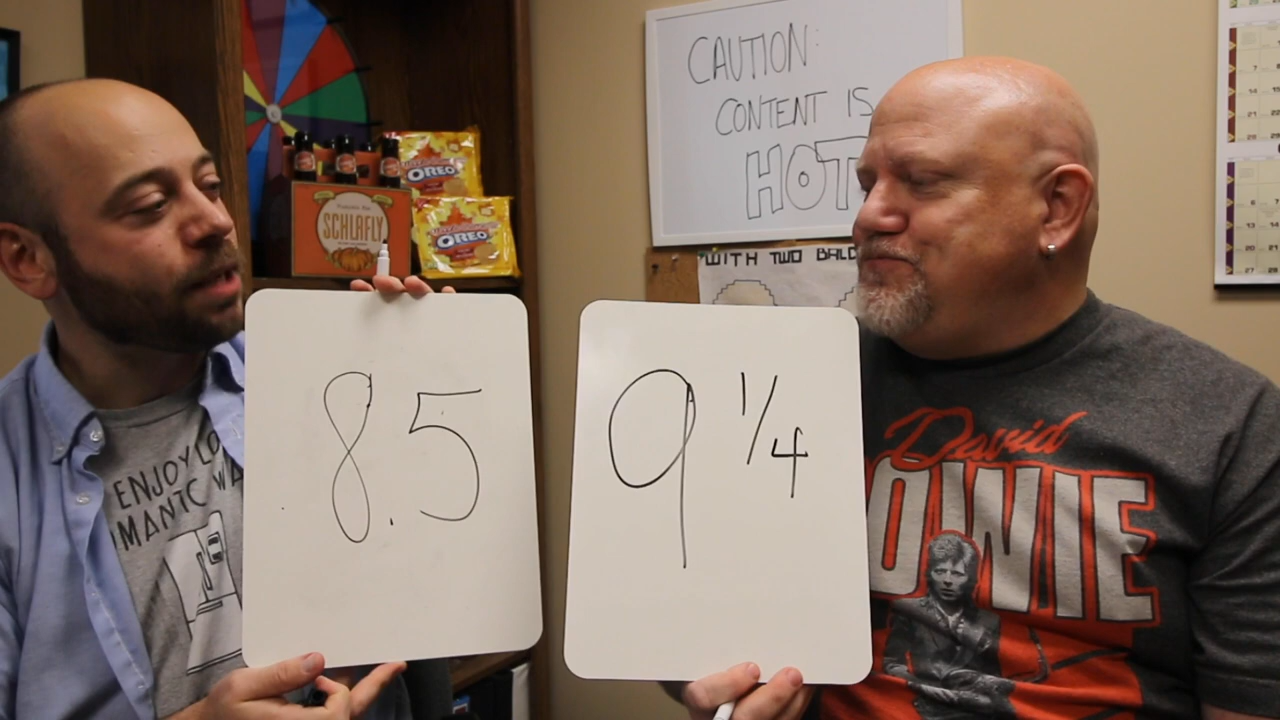 CAUTION:
CONTENT IS
HOT
WITH TWO BALD
SCHLAFLY
OREO
OREO
8.5
9 1/4
ENJOY LO
MANTC WA
David
BOWIE